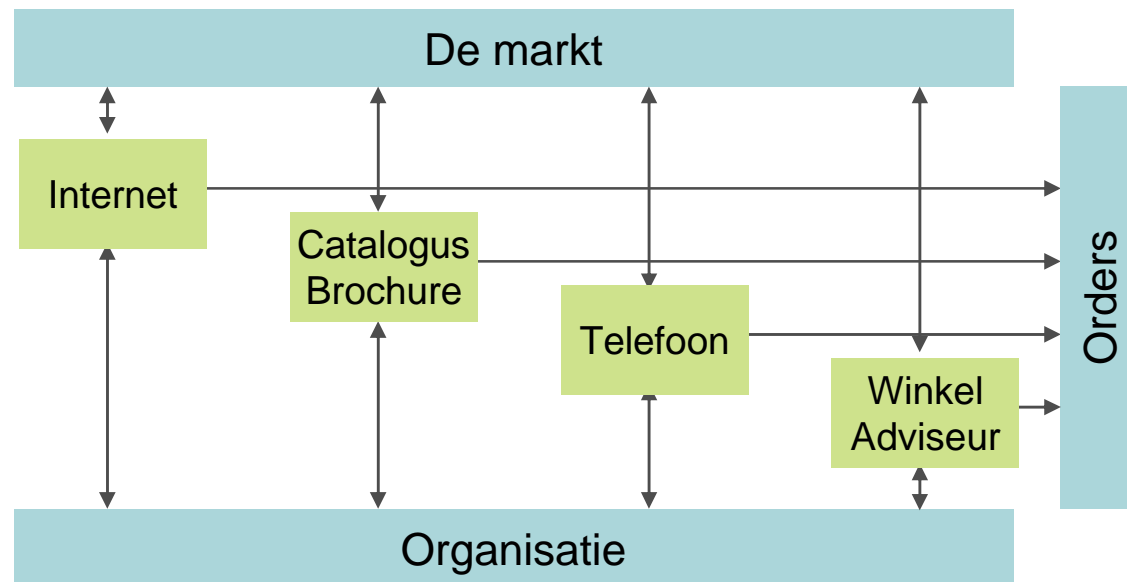 De markt
Internet
Catalogus
Brochure
Telefoon
Winkel
Adviseur
Orders
Organisatie